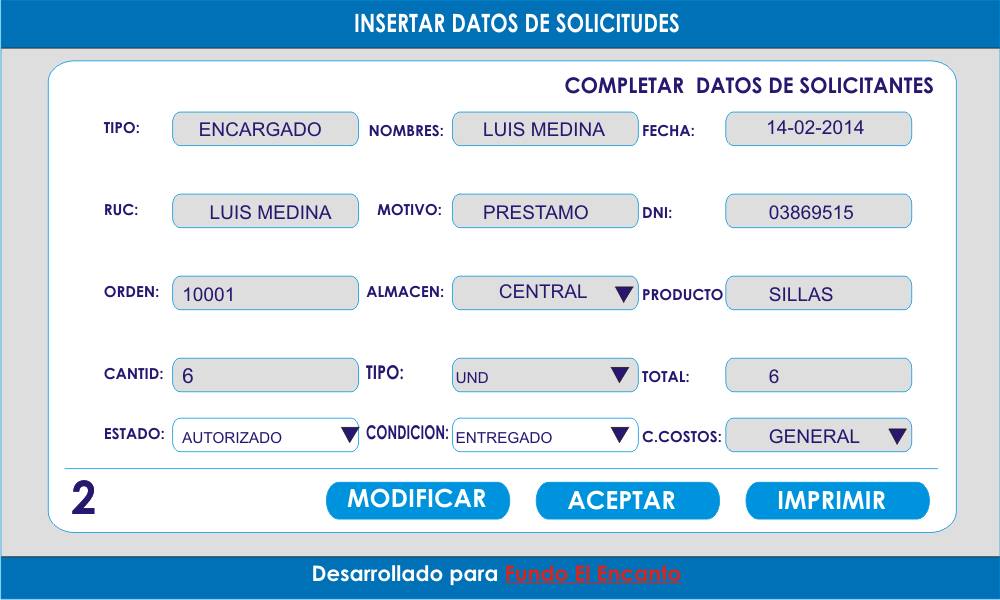 INSERTAR DATOS DE SOLICITUDES
COMPLETAR DATOS DE SOLICITANTES
TIPO: ENCARGADO NOMBRES: LUIS MEDINA FECHA: 14-02-2014
RUC: LUIS MEDINA MOTIVO: PRESTAMO DNI: 03869515
ORDEN: 10001 ALMACEN: CENTRAL PRODUCTO SILLAS
CANTID: 6 TIPO: UND TOTAL: 6
ESTADO: AUTORIZADO CONDICION: ENTREGADO C.COSTOS: GENERAL
2 MODIFICAR ACEPTAR IMPRIMIR
Desarrollado para Fundo El Encanto